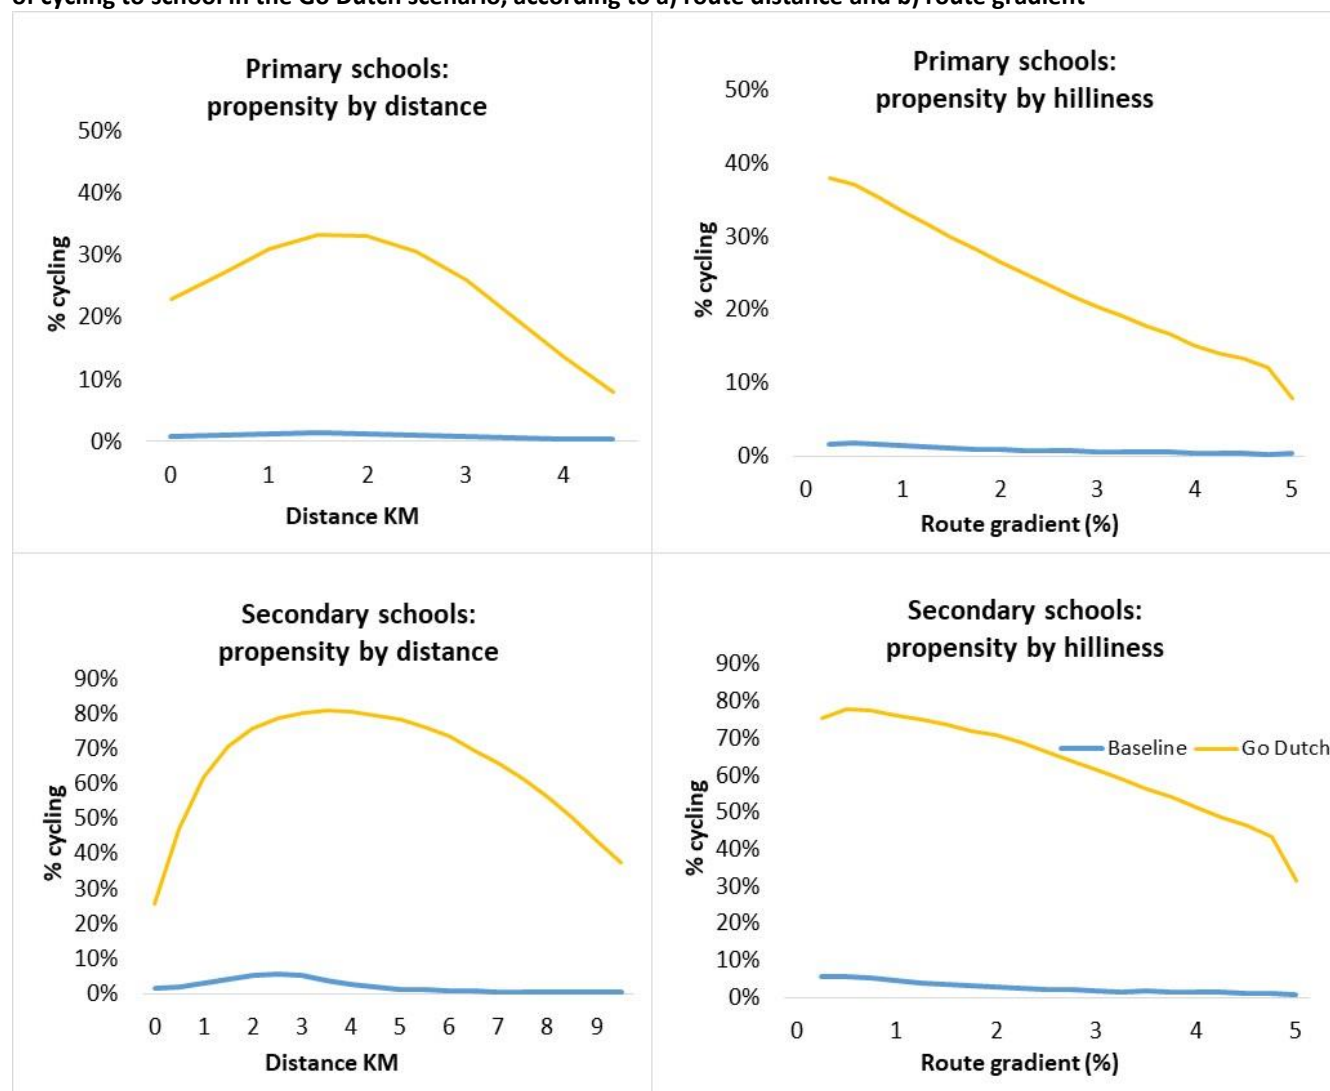 of cycling to school in the Go Dutch scenario, according to a) route distance and b) route gradient
Primary schools:
propensity by distance
50%
40%
30%
20%
10%
0%
% cycling
0 1 2 3 4
Distance KM
Primary schools:
propensity by hilliness
50%
40%
30%
20%
10%
0%
% cycling
0 1 2 3 4 5
Route gradient (%)
Secondary schools:
propensity by distance
90%
80%
70%
60%
50%
40%
30%
20%
10%
0%
% cycling
0 1 2 3 4 5 6 7 8 9
Distance KM
Secondary schools:
propensity by hilliness
90%
80%
70%
60%
50%
40%
30%
20%
10%
0%
% cycling
Baseline Go Dutch
0 1 2 3 4 5
Route gradient (%)